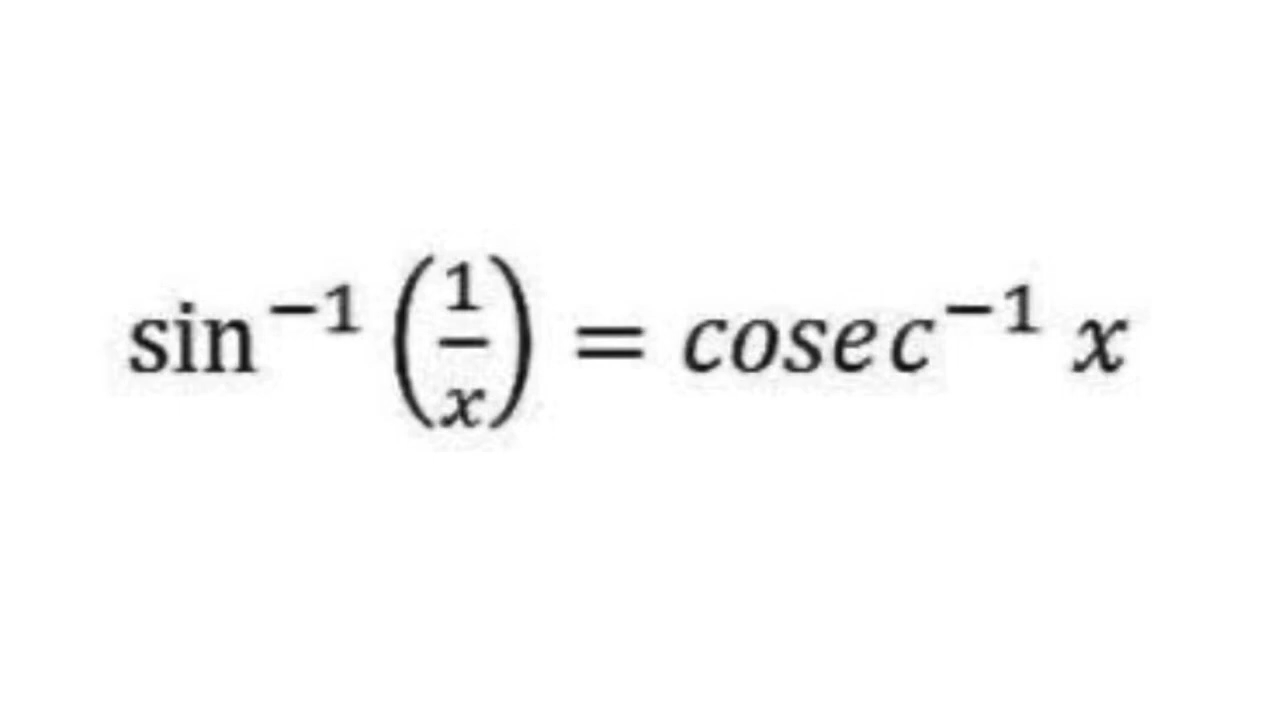 sin⁻¹ (1/x) = cosec⁻¹ x